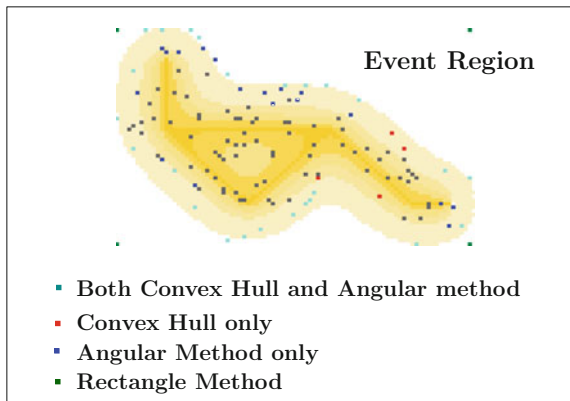 Event Region
Both Convex Hull and Angular method
Convex Hull only
Angular Method only
Rectangle Method